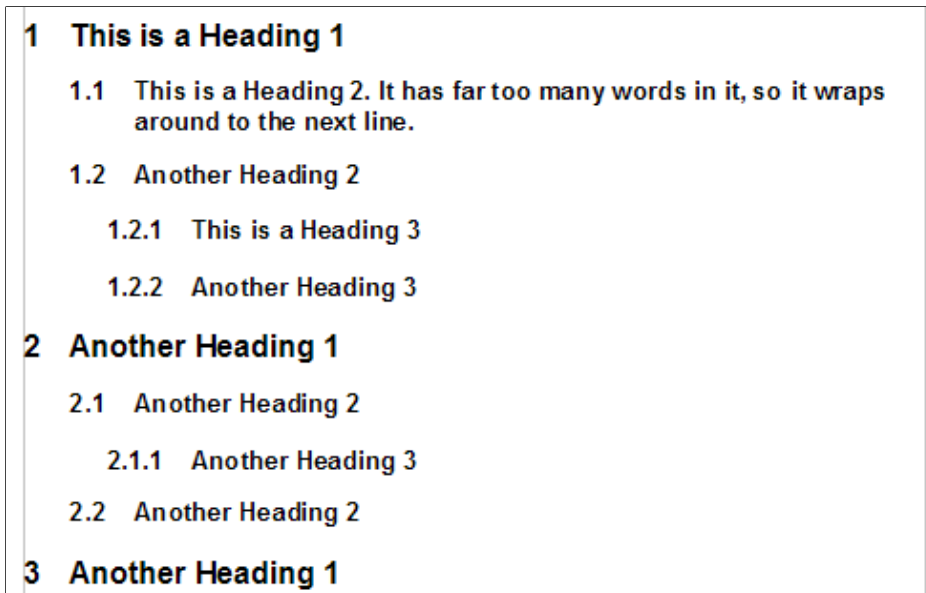 1 This is a Heading 1
1.1 This is a Heading 2. It has far too many words in it, so it wraps
around to the next line.
1.2 Another Heading 2
1.2.1 This is a Heading 3
1.2.2 Another Heading 3
2 Another Heading 1
2.1 Another Heading 2
2.1.1 Another Heading 3
2.2 Another Heading 2
3 Another Heading 1